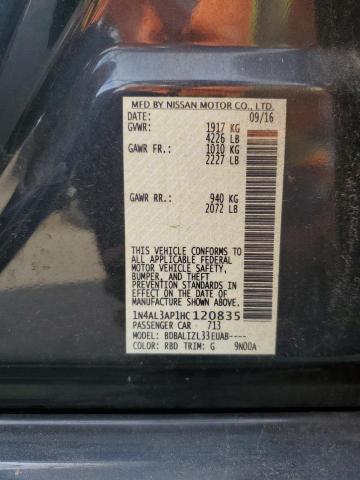 MFD BY NISSAN MOTOR CO., LTD.
DATE: 09/16
GVWR: 1917 KG
4226 LB
GAWR FR.: 1010 KG
2227 LB
GAWR RR.: 940 KG
2072 LB
THIS VEHICLE CONFORMS TO
ALL APPLICABLE FEDERAL
MOTOR VEHICLE SAFETY,
BUMPER, AND THEFT
PREVENTION STANDARDS IN
EFFECT ON THE DATE OF
MANUFACTURE SHOWN ABOVE.
1N4AL3AP1HC120835
PASSENGER CAR 713
MODEL: BDBALIZL33EUAB----
COLOR: RBD TRIM: G 9N00A